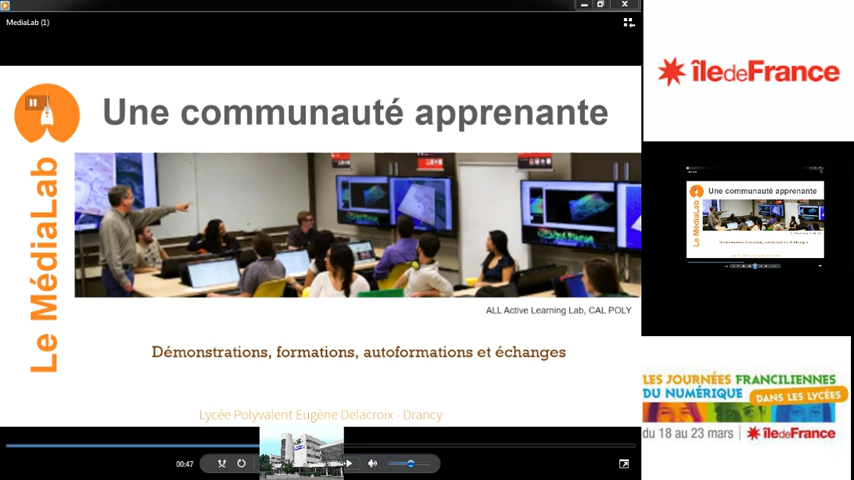 MediaLab (1)
Une communauté apprenante
Le MédiaLab
ALL Active Learning Lab, CAL POLY
Démonstrations, formations, autoformations et échanges
Lycée Polyvalent Eugène Delacroix - Drancy
00:47
îledeFrance
Une communauté apprenante
Le MédiaLab
LES JOURNÉES FRANCILIENNES
DU NUMÉRIQUE DANS LES LYCÉES
du 18 au 23 mars îledeFrance